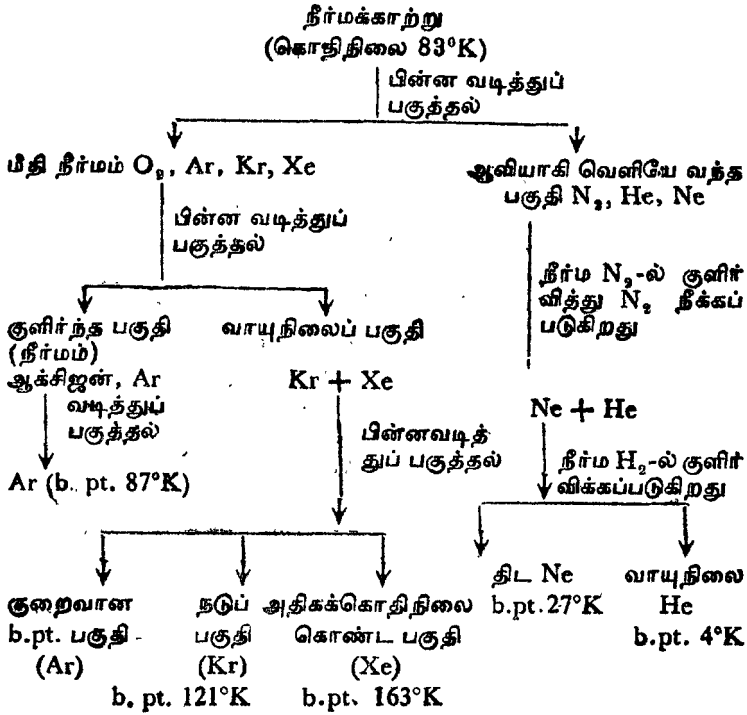 நீர்மக்காற்று
(கொதிநிலை 83°K)
பின்ன வடித்துப்
பகுத்தல்
மீதி நீர்மம் O₂, Ar, Kr, Xe
ஆவியாகி வெளியே வந்த
பகுதி N₂, He, Ne
பின்ன வடித்துப்
பகுத்தல்
நீர்ம N₂-ல் குளிர்
வித்து N₂ நீக்கப்
படுகிறது
குளிர்ந்த பகுதி
(நீர்மம்)
ஆக்சிஜன், Ar
வாயுநிலைப் பகுதி
Kr + Xe
வடித்துப்
பகுத்தல்
Ar (b. pt. 87°K)
பின்னவடித்
துப் பகுத்தல்
Ne + He
நீர்ம H₂-ல் குளிர்
விக்கப்படுகிறது
குறைவான
b.pt. பகுதி
(Ar)
நடுப்
பகுதி
(Kr)
b. pt. 121°K
அதிகக்கொதிநிலை
கொண்ட பகுதி
(Xe)
b.pt. 163°K
திட Ne
b.pt.27°K
வாயுநிலை
He
b.pt. 4°K